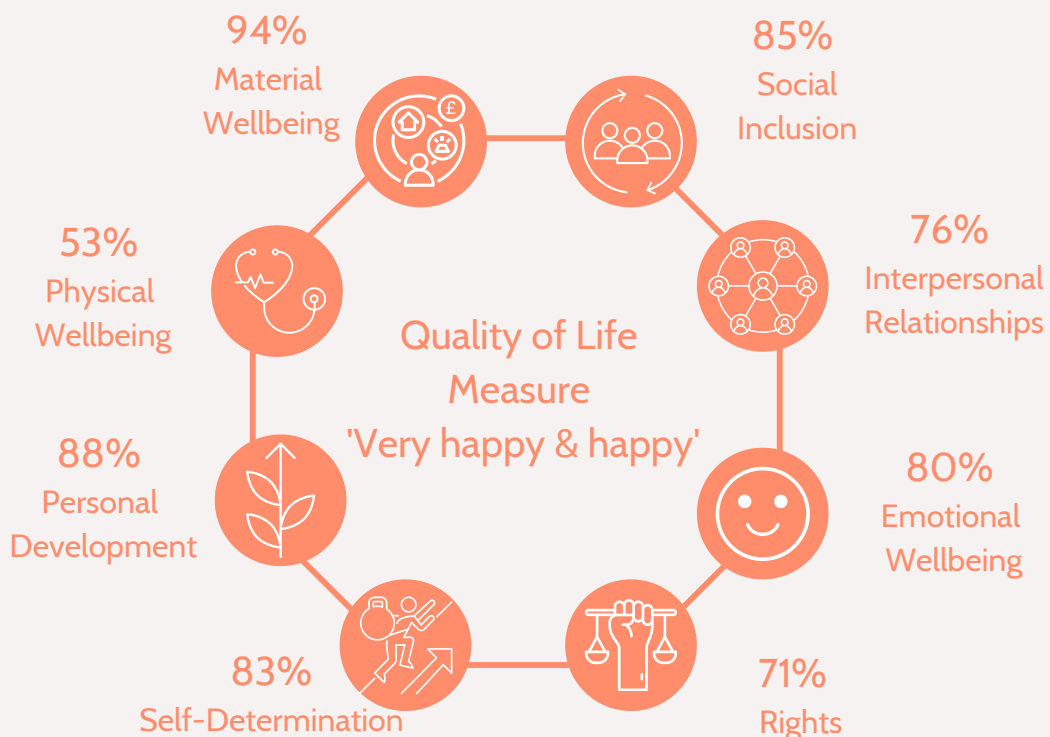 94%
Material
Wellbeing
£
85%
Social
Inclusion
53%
Physical
Wellbeing
76%
Interpersonal
Relationships
Quality of Life
Measure
'Very happy & happy'
88%
Personal
Development
80%
Emotional
Wellbeing
83%
Self-Determination
71%
Rights